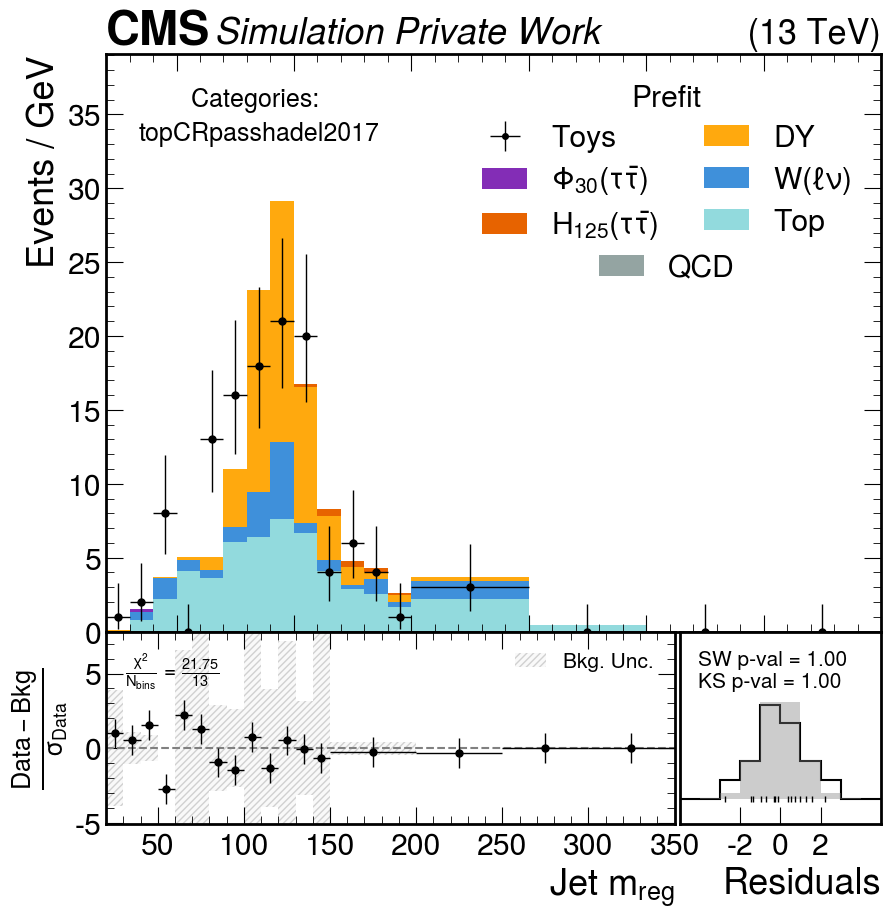 CMS Simulation Private Work (13 TeV)
Events / GeV
35
30
25
20
15
10
5
0
Categories:
topCRpasshadel2017
Prefit
Toys
Φ30(ττ̄)
H125(ττ̄)
DY
W(ℓν)
Top
QCD
Data − Bkg
σData
5
0
-5
χ²
Nbins
= 21.75
13
Bkg. Unc.
SW p-val = 1.00
KS p-val = 1.00
50 100 150 200 250 300 350
-2 0 2
Jet mreg
Residuals